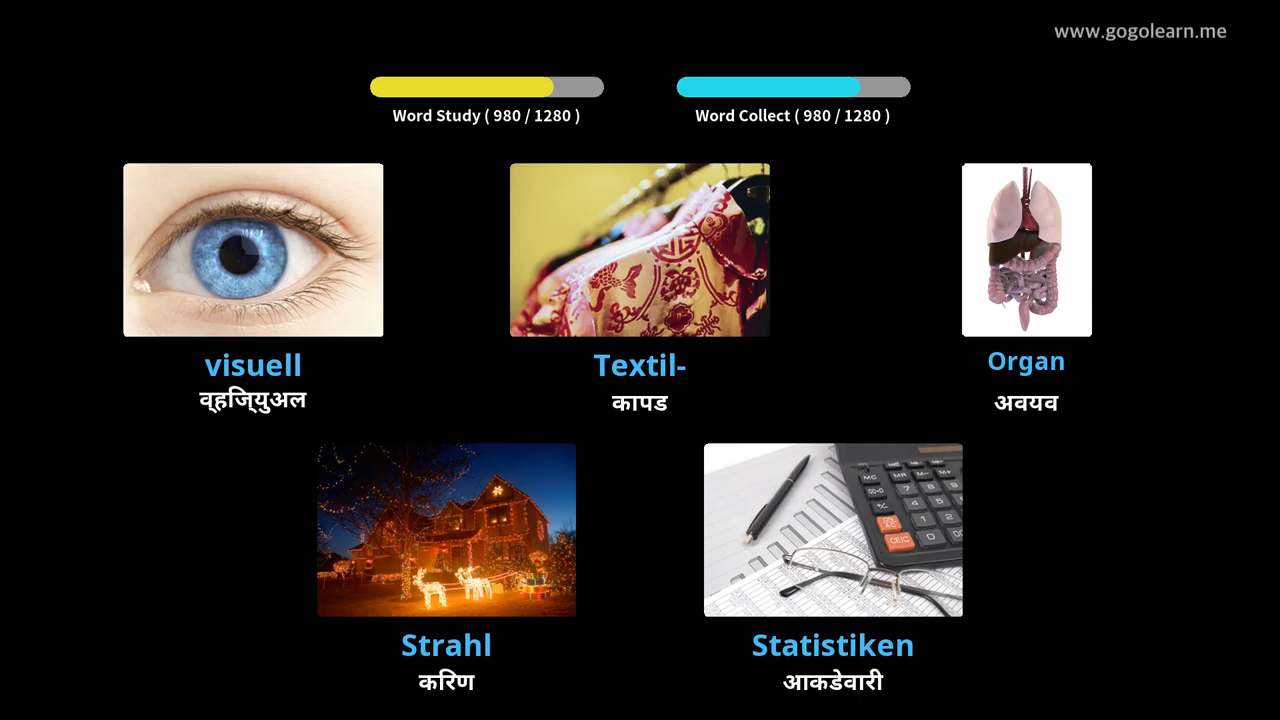 www.gogolearn.me
Word Study ( 980 / 1280 )
Word Collect ( 980 / 1280 )
visuell
व्हिज्युअल
Textil-
कापड
Organ
अवयव
Strahl
किरण
Statistiken
आकडेवारी